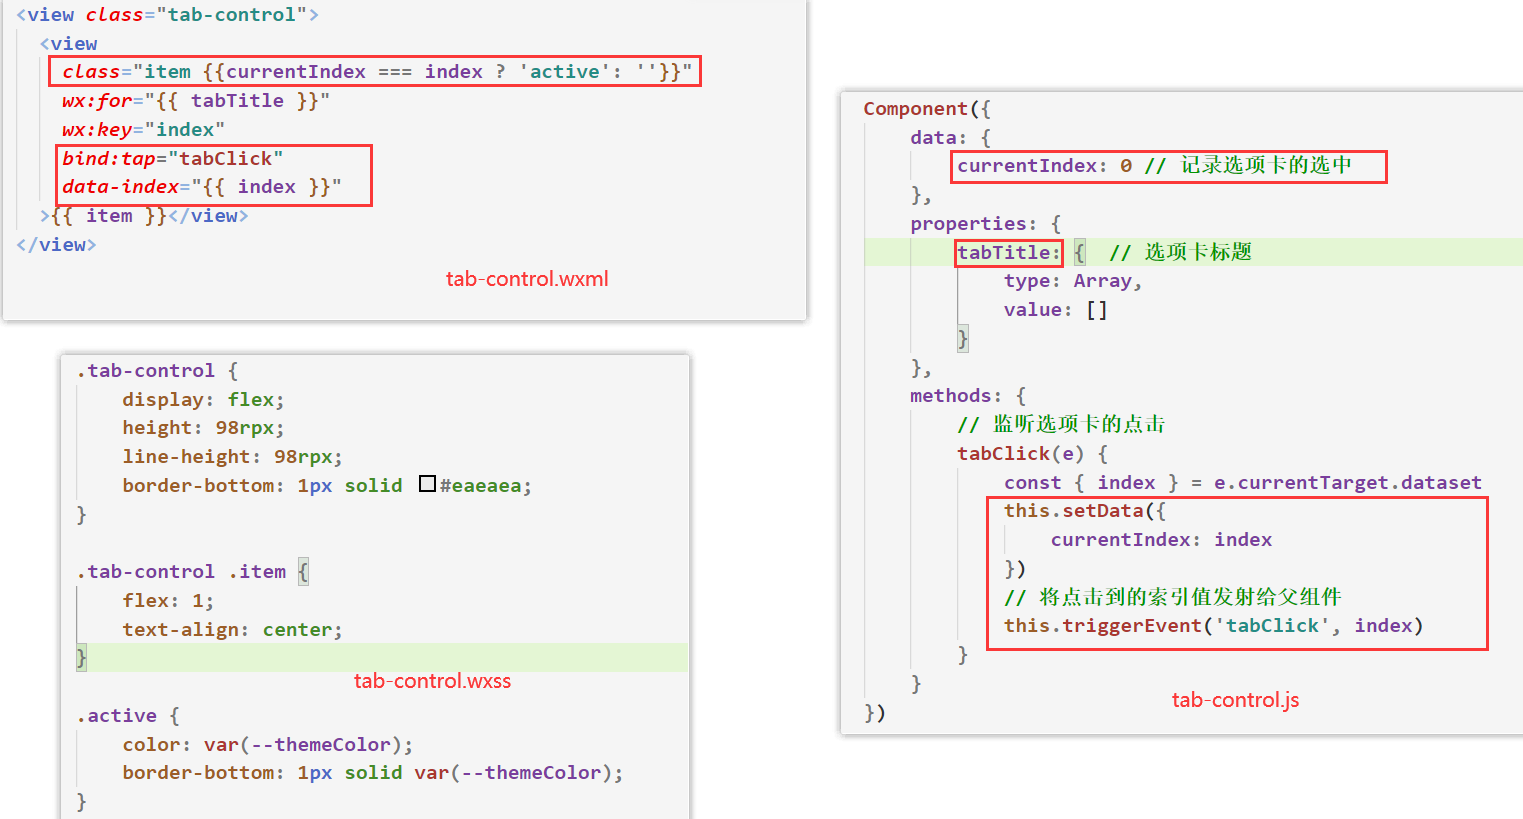 <view class="tab-control">
<view
class="item {{currentIndex === index ? 'active': ''}}"
wx:for="{{ tabTitle }}"
wx:key="index"
bind:tap="tabClick"
data-index="{{ index }}"
>{{ item }}</view>
</view>
tab-control.wxml
.tab-control {
display: flex;
height: 98rpx;
line-height: 98rpx;
border-bottom: 1px solid #eaeaea;
}
.tab-control .item {
flex: 1;
text-align: center;
}
tab-control.wxss
.active {
color: var(--themeColor);
border-bottom: 1px solid var(--themeColor);
}
Component({
data: {
currentIndex: 0 // 记录选项卡的选中
},
properties: {
tabTitle: { // 选项卡标题
type: Array,
value: []
}
},
methods: {
// 监听选项卡的点击
tabClick(e) {
const { index } = e.currentTarget.dataset
this.setData({
currentIndex: index
})
// 将点击到的索引值发射给父组件
this.triggerEvent('tabClick', index)
}
}
})
tab-control.js